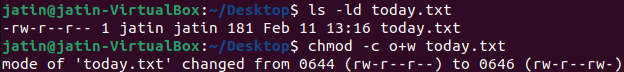 jatin@jatin-VirtualBox:~/Desktop$ ls -ld today.txt
-rw-r--r-- 1 jatin jatin 181 Feb 11 13:16 today.txt
jatin@jatin-VirtualBox:~/Desktop$ chmod -c o+w today.txt
mode of 'today.txt' changed from 0644 (rw-r--r--) to 0646 (rw-r--rw-)